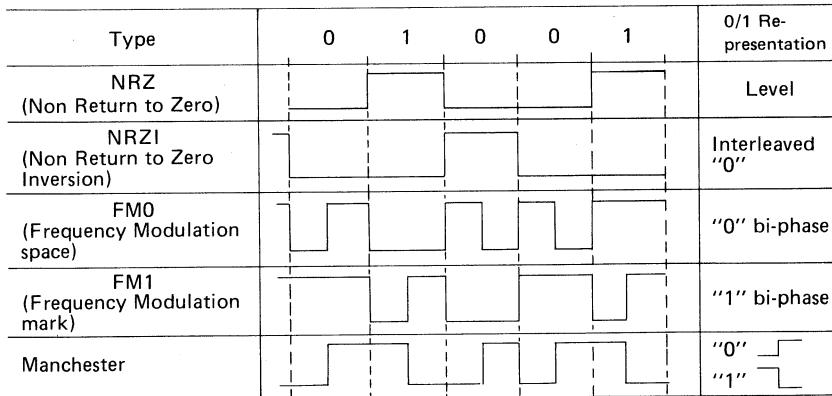 Type 0 1 0 0 1 0/1 Re-
presentation
NRZ
(Non Return to Zero)
Level
NRZI
(Non Return to Zero
Inversion)
Interleaved
"0"
FM0
(Frequency Modulation
space)
"0" bi-phase
FM1
(Frequency Modulation
mark)
"1" bi-phase
Manchester
"0"
"1"